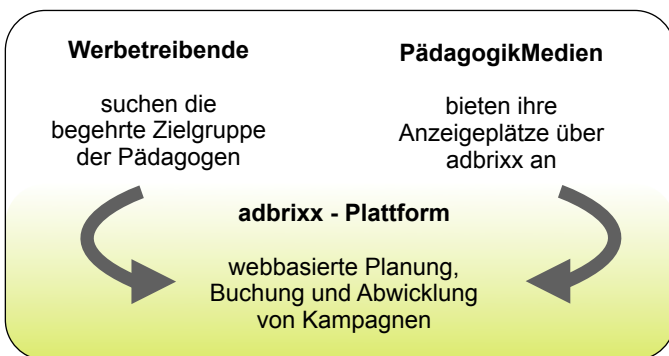 Werbetreibende
suchen die
begehrte Zielgruppe
der Pädagogen
PädagogikMedien
bieten ihre
Anzeigeplätze über
adbrixx an
adbrixx - Plattform
webbasierte Planung,
Buchung und Abwicklung
von Kampagnen